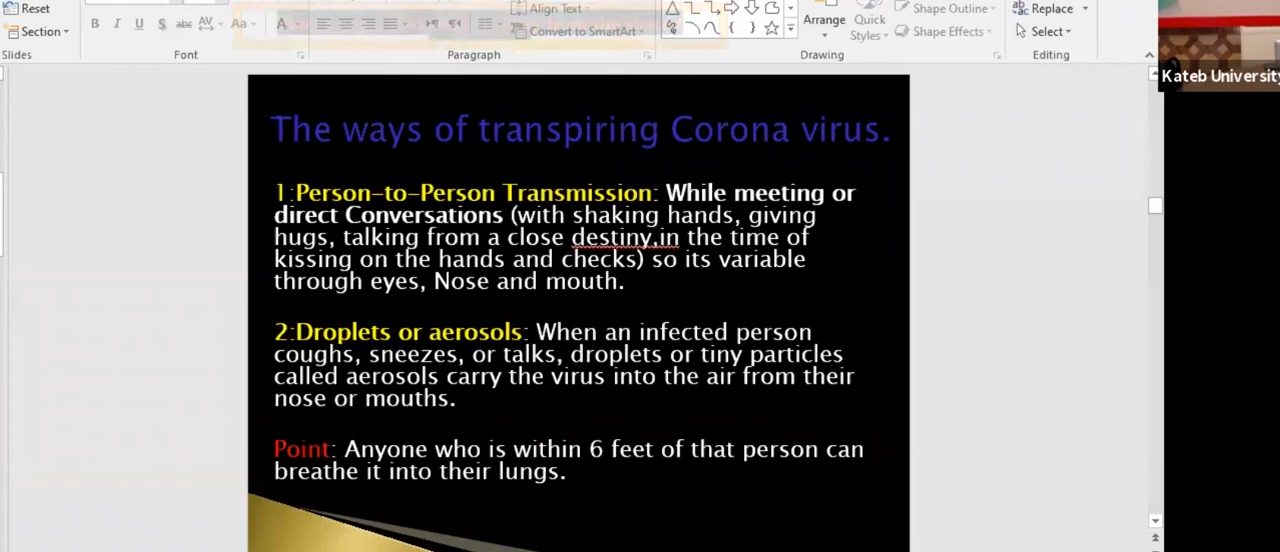 Reset
Section
Slides
B I U S abc AV Aa A
Font
Paragraph
Align Text
Convert to SmartArt
Arrange
Quick
Styles
Shape Outline
Shape Effects
Drawing
Replace
Select
Editing
Kateb University
The ways of transpiring Corona virus.
1:Person-to-Person Transmission: While meeting or
direct Conversations (with shaking hands, giving
hugs, talking from a close destiny,in the time of
kissing on the hands and checks) so its variable
through eyes, Nose and mouth.
2:Droplets or aerosols: When an infected person
coughs, sneezes, or talks, droplets or tiny particles
called aerosols carry the virus into the air from their
nose or mouths.
Point: Anyone who is within 6 feet of that person can
breathe it into their lungs.